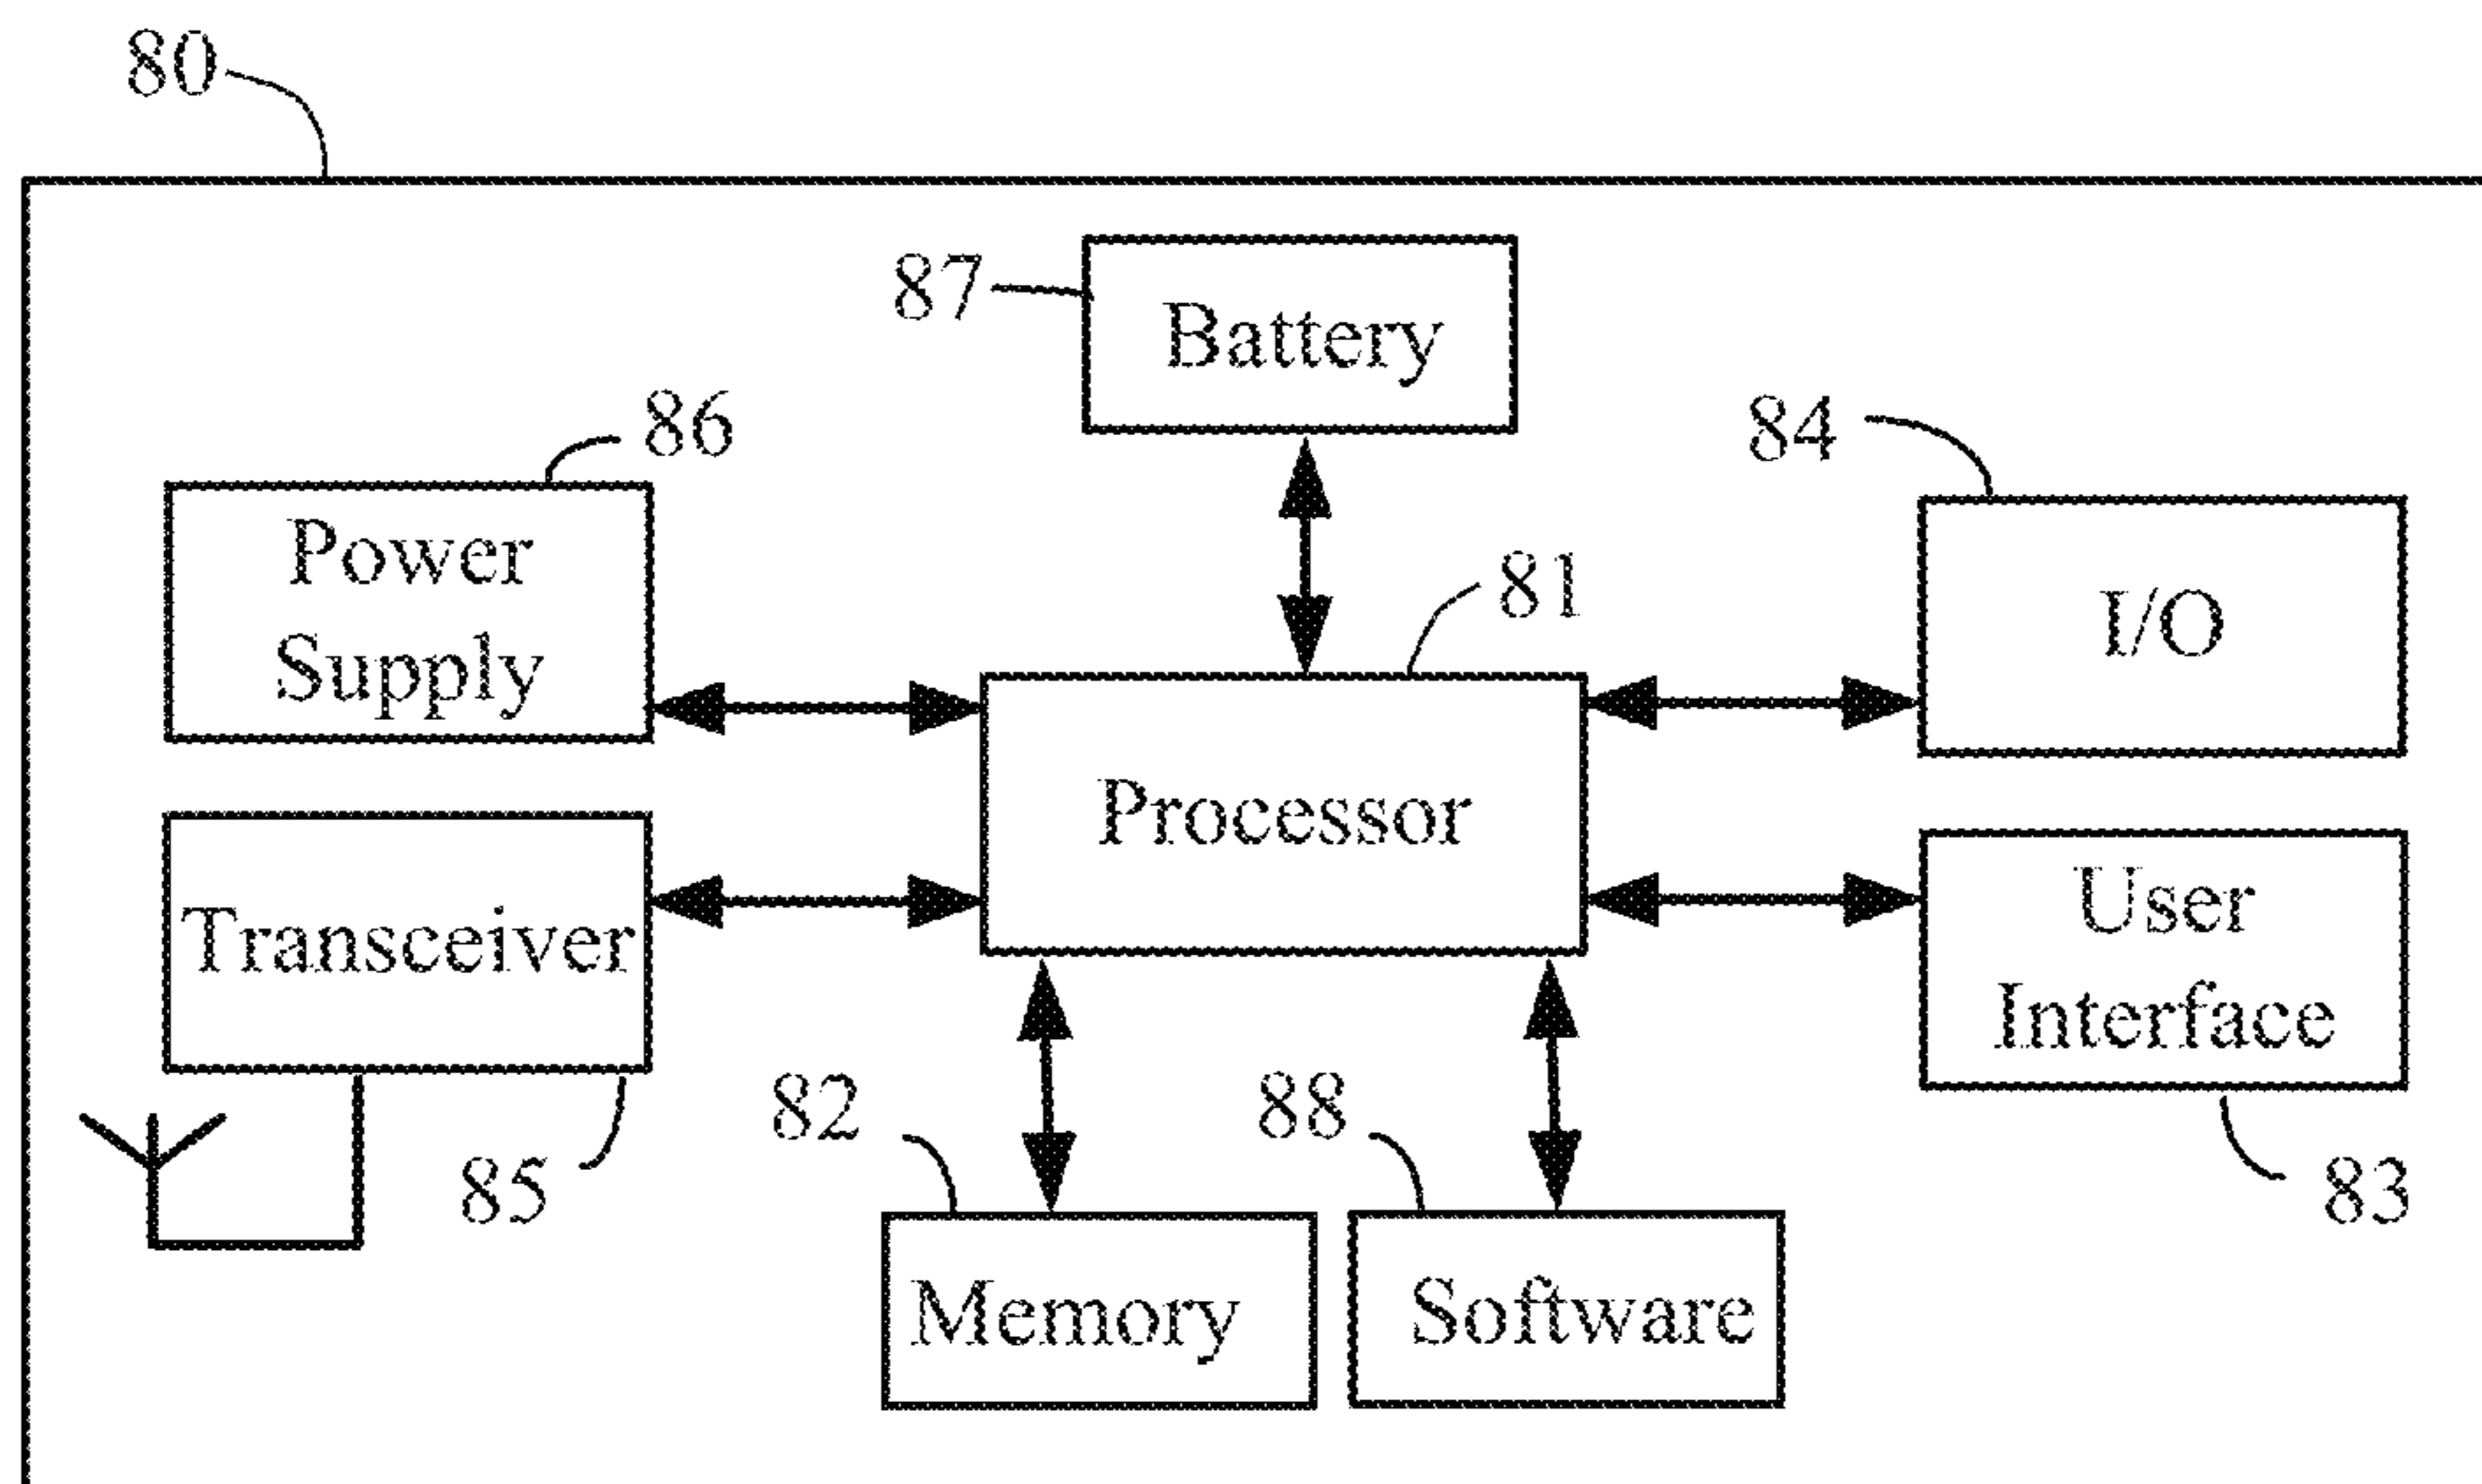 80
87
Battery
86
84
Power
Supply
81
I/O
Processor
Transceiver
User
Interface
82
88
85
83
Memory
Software